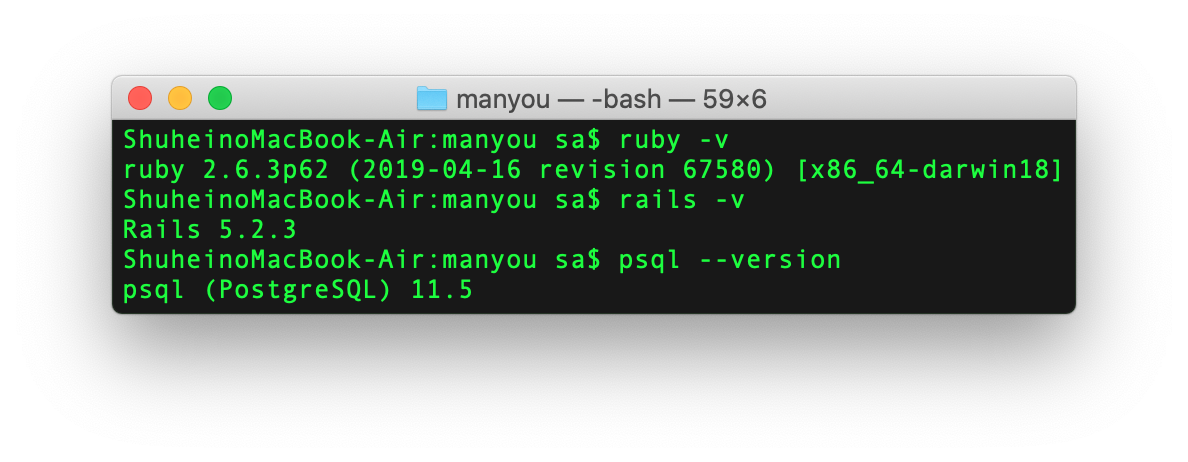 manyou — -bash — 59×6
ShuheinoMacBook-Air:manyou sa$ ruby -v
ruby 2.6.3p62 (2019-04-16 revision 67580) [x86_64-darwin18]
ShuheinoMacBook-Air:manyou sa$ rails -v
Rails 5.2.3
ShuheinoMacBook-Air:manyou sa$ psql --version
psql (PostgreSQL) 11.5